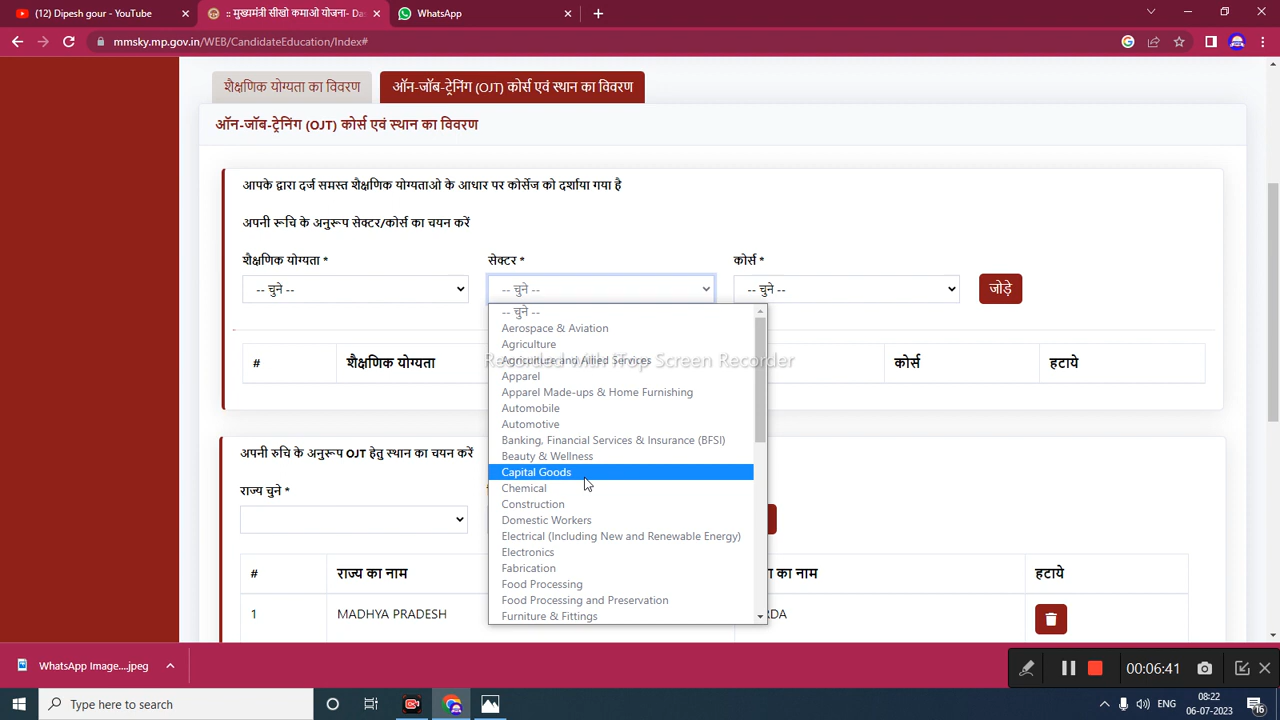 (12) Dipesh gour - YouTube
:: मुख्यमंत्री सीखो कमाओ योजना- Da
WhatsApp
mmsky.mp.gov.in/WEB/CandidateEducation/Index#
शैक्षणिक योग्यता का विवरण
ऑन-जॉब-ट्रेनिंग (OJT) कोर्स एवं स्थान का विवरण
ऑन-जॉब-ट्रेनिंग (OJT) कोर्स एवं स्थान का विवरण
आपके द्वारा दर्ज समस्त शैक्षणिक योग्यताओ के आधार पर कोर्सेज को दर्शाया गया है
अपनी रूचि के अनुरूप सेक्टर/कोर्स का चयन करें
शैक्षणिक योग्यता *
सेक्टर *
कोर्स *
-- चुने --
-- चुने --
-- चुने --
जोड़े
-- चुने --
Aerospace & Aviation
Agriculture
Agriculture and Allied Services
Recorded with iTop Screen Recorder
# शैक्षणिक योग्यता
कोर्स
हटाये
Apparel
Apparel Made-ups & Home Furnishing
Automobile
Automotive
Banking, Financial Services & Insurance (BFSI)
Beauty & Wellness
Capital Goods
Chemical
Construction
Domestic Workers
Electrical (Including New and Renewable Energy)
Electronics
Fabrication
Food Processing
Food Processing and Preservation
Furniture & Fittings
अपनी रुचि के अनुरूप OJT हेतु स्थान का चयन करें
राज्य चुने *
# राज्य का नाम
का नाम
हटाये
1 MADHYA PRADESH
WhatsApp Image....jpeg
00:06:41
Type here to search
ENG
08:22
06-07-2023
16